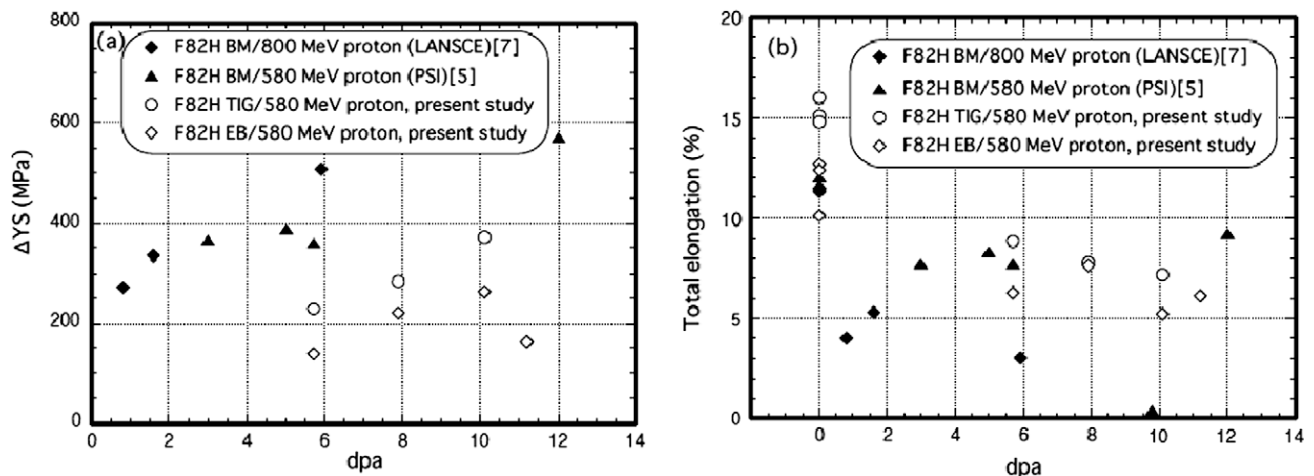 (a)
F82H BM/800 MeV proton (LANSCE)[7]
F82H BM/580 MeV proton (PSI)[5]
F82H TIG/580 MeV proton, present study
F82H EB/580 MeV proton, present study
800
600
400
200
0
ΔYS (MPa)
0 2 4 6 8 10 12 14
dpa
(b)
F82H BM/800 MeV proton (LANSCE)[7]
F82H BM/580 MeV proton (PSI)[5]
F82H TIG/580 MeV proton, present study
F82H EB/580 MeV proton, present study
20
15
10
5
0
Total elongation (%)
0 2 4 6 8 10 12 14
dpa